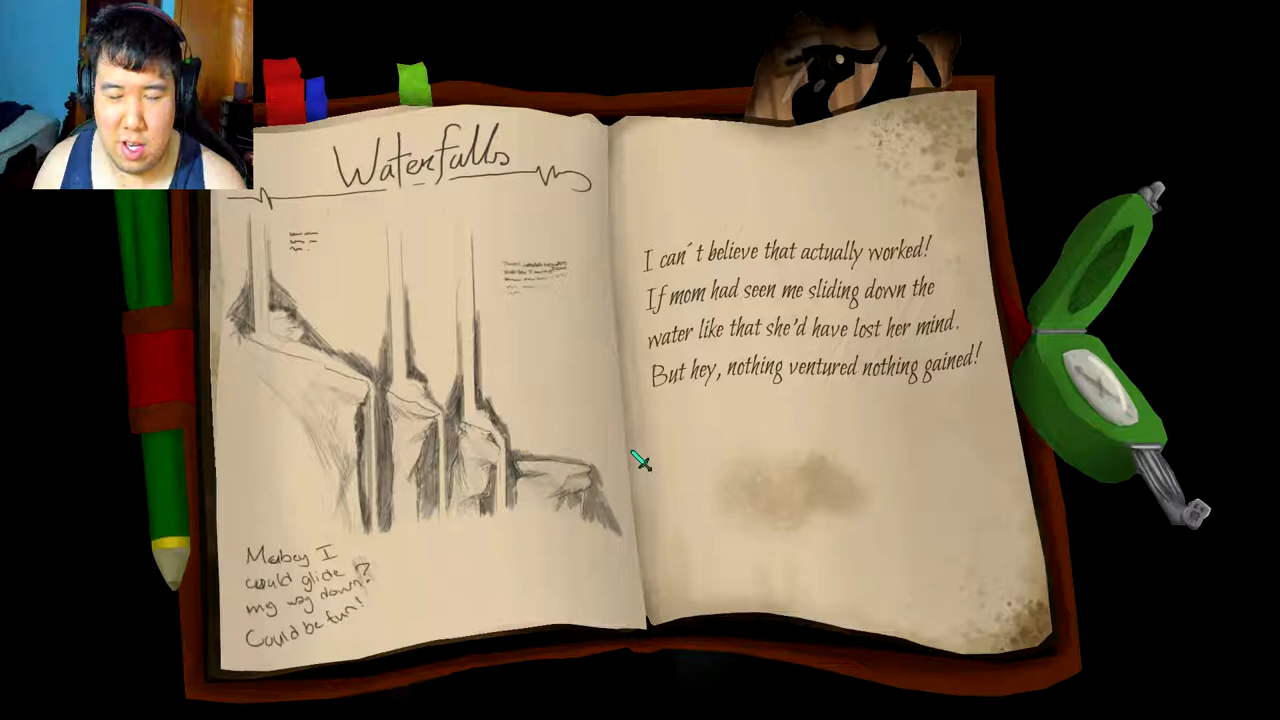 Waterfalls
Mabey I
could glide
my way down?
Could be fun!
I can´t believe that actually worked!
If mom had seen me sliding down the
water like that she'd have lost her mind.
But hey, nothing ventured nothing gained!